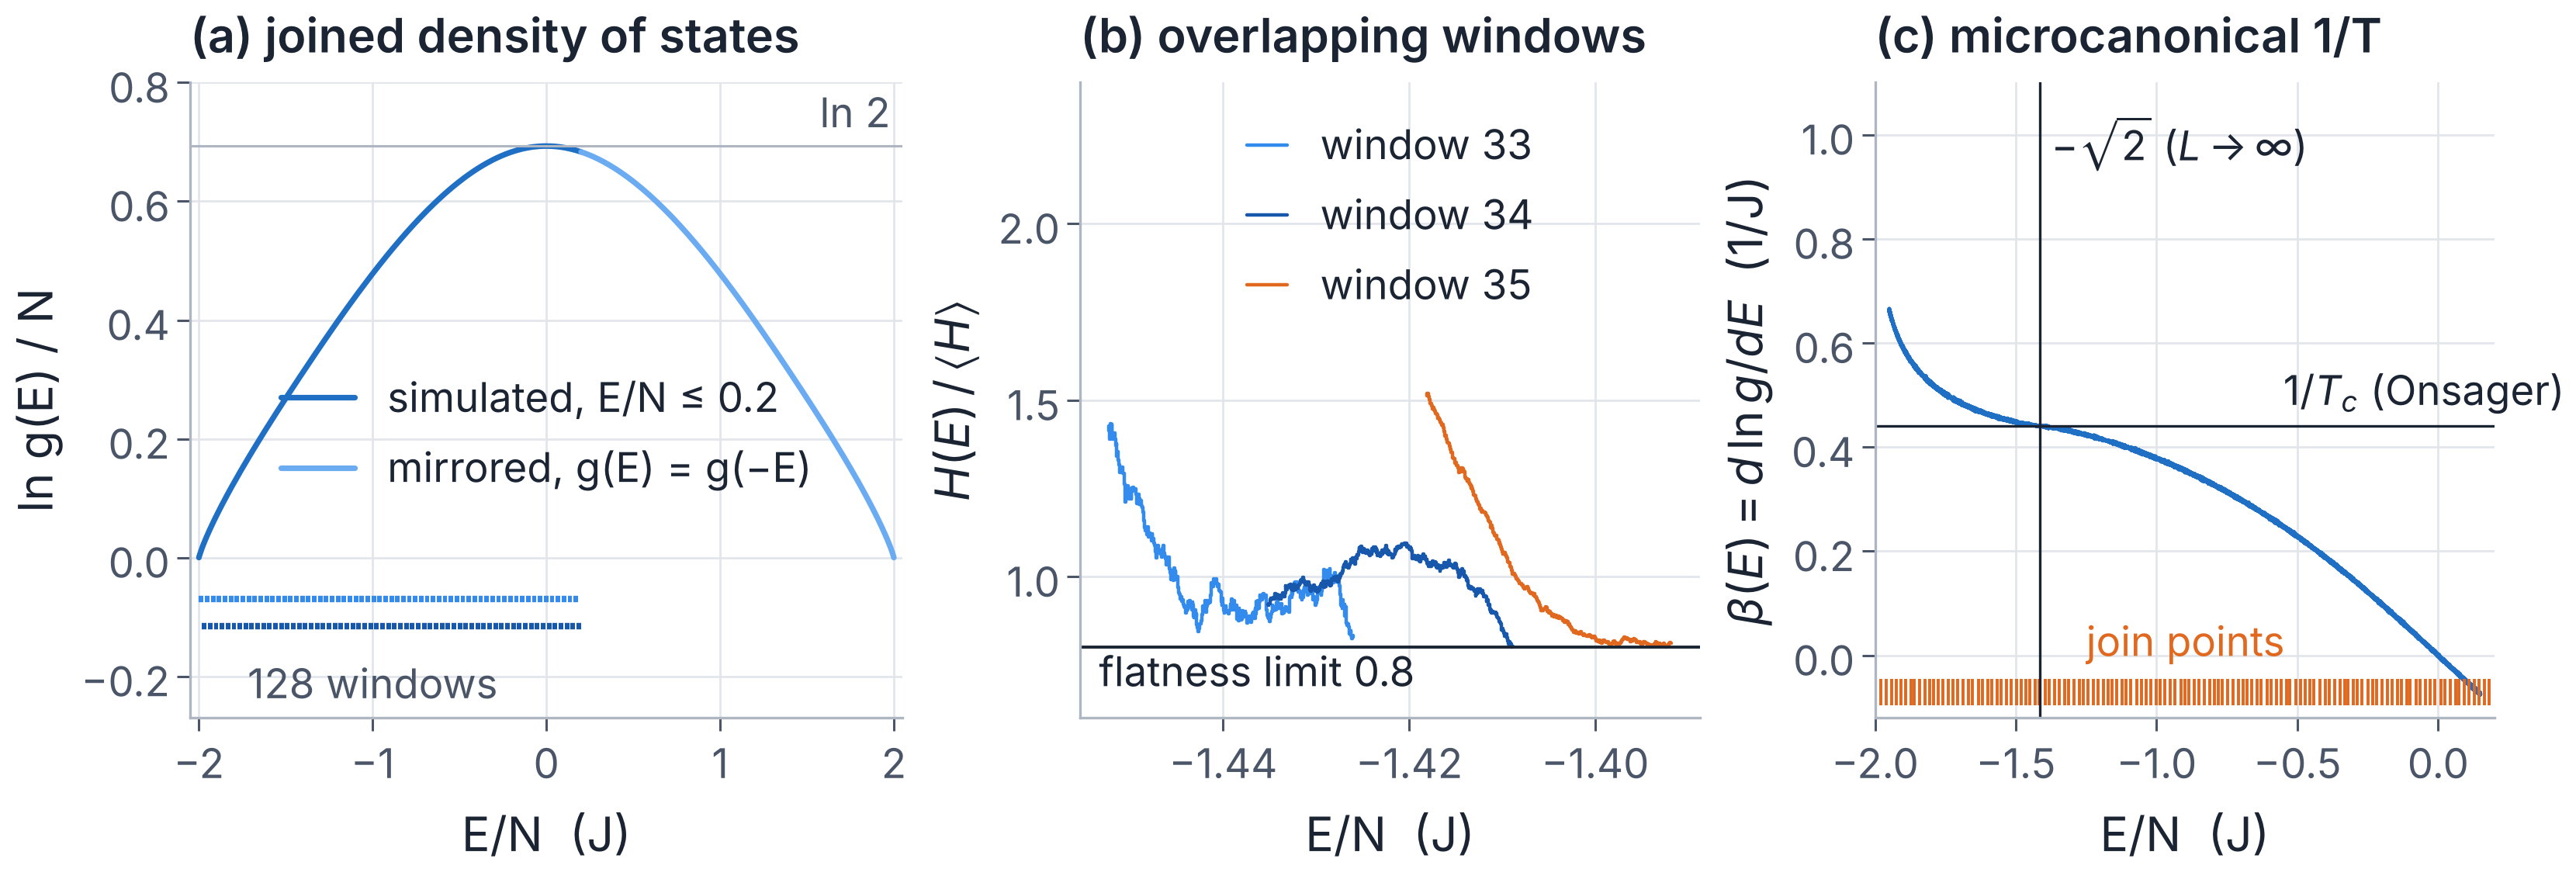 (a) joined density of states
ln g(E) / N
0.8
0.6
0.4
0.2
0.0
−0.2
ln 2
simulated, E/N ≤ 0.2
mirrored, g(E) = g(−E)
128 windows
−2
−1
0
1
2
E/N (J)
(b) overlapping windows
H(E) / ⟨H⟩
2.0
1.5
1.0
window 33
window 34
window 35
flatness limit 0.8
−1.44
−1.42
−1.40
E/N (J)
(c) microcanonical 1/T
β(E) = d ln g/dE (1/J)
1.0
0.8
0.6
0.4
0.2
0.0
−√2 (L → ∞)
1/T_c (Onsager)
join points
−2.0
−1.5
−1.0
−0.5
0.0
E/N (J)